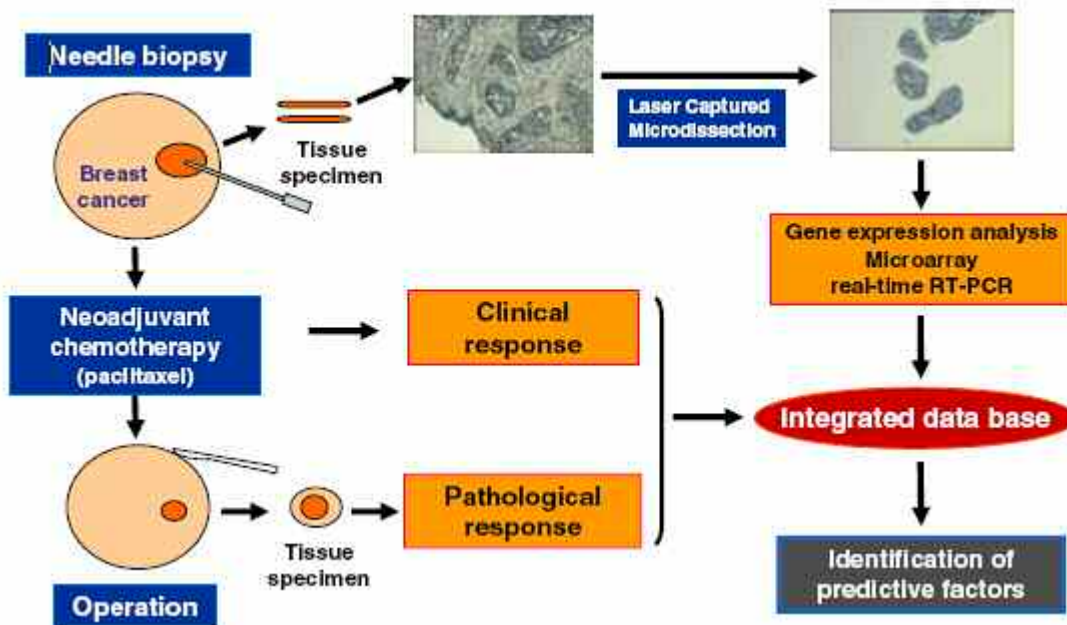 Needle biopsy
Breast
cancer
Tissue
specimen
Laser Captured
Microdissection
Gene expression analysis
Microarray
real-time RT-PCR
Neoadjuvant
chemotherapy
(paclitaxel)
Clinical
response
Integrated data base
Pathological
response
Tissue
specimen
Operation
Identification of
predictive factors